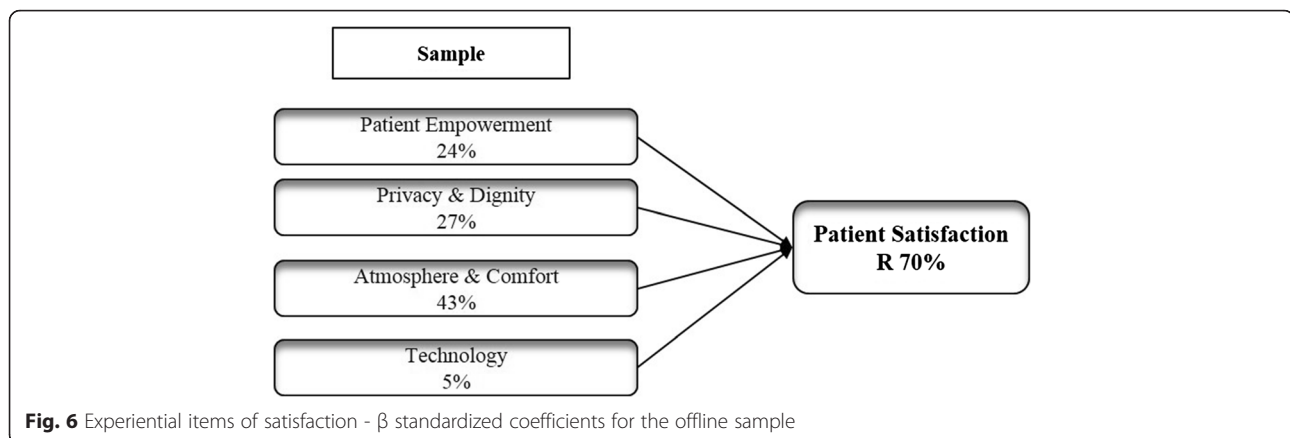 Sample
Patient Empowerment
24%
Privacy & Dignity
27%
Atmosphere & Comfort
43%
Technology
5%
Patient Satisfaction
R 70%
Fig. 6 Experiential items of satisfaction - β standardized coefficients for the offline sample